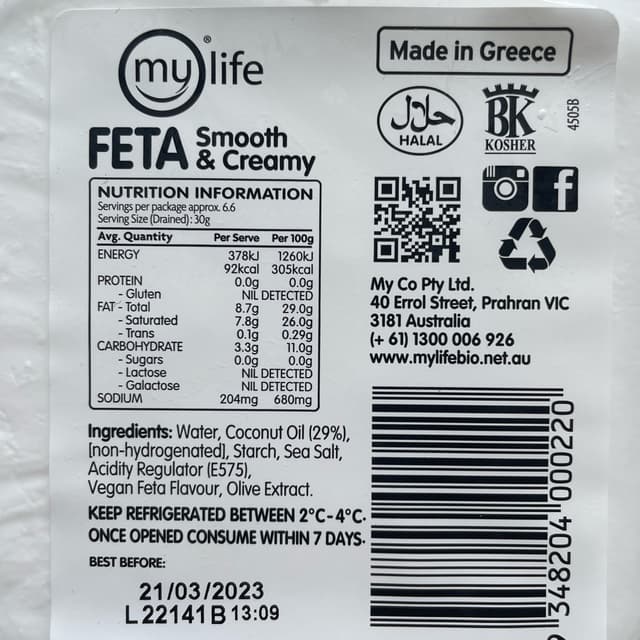 my life®
FETA Smooth & Creamy
NUTRITION INFORMATION
Servings per package approx. 6.6
Serving Size (Drained): 30g
Avg. Quantity Per Serve Per 100g
ENERGY 378kJ 1260kJ
92kcal 305kcal
PROTEIN 0.0g 0.0g
- Gluten NIL DETECTED
FAT - Total 8.7g 29.0g
- Saturated 7.8g 26.0g
- Trans 0.1g 0.29g
CARBOHYDRATE 3.3g 11.0g
- Sugars 0.0g 0.0g
- Lactose NIL DETECTED
- Galactose NIL DETECTED
SODIUM 204mg 680mg
Ingredients: Water, Coconut Oil (29%),
[non-hydrogenated], Starch, Sea Salt,
Acidity Regulator (E575),
Vegan Feta Flavour, Olive Extract.
KEEP REFRIGERATED BETWEEN 2°C-4°C.
ONCE OPENED CONSUME WITHIN 7 DAYS.
BEST BEFORE:
21/03/2023
L22141B 13:09
Made in Greece
حلال
HALAL
BK
KOSHER
4505B
f
My Co Pty Ltd.
40 Errol Street, Prahran VIC
3181 Australia
(+ 61) 1300 006 926
www.mylifebio.net.au
9 348204 000220